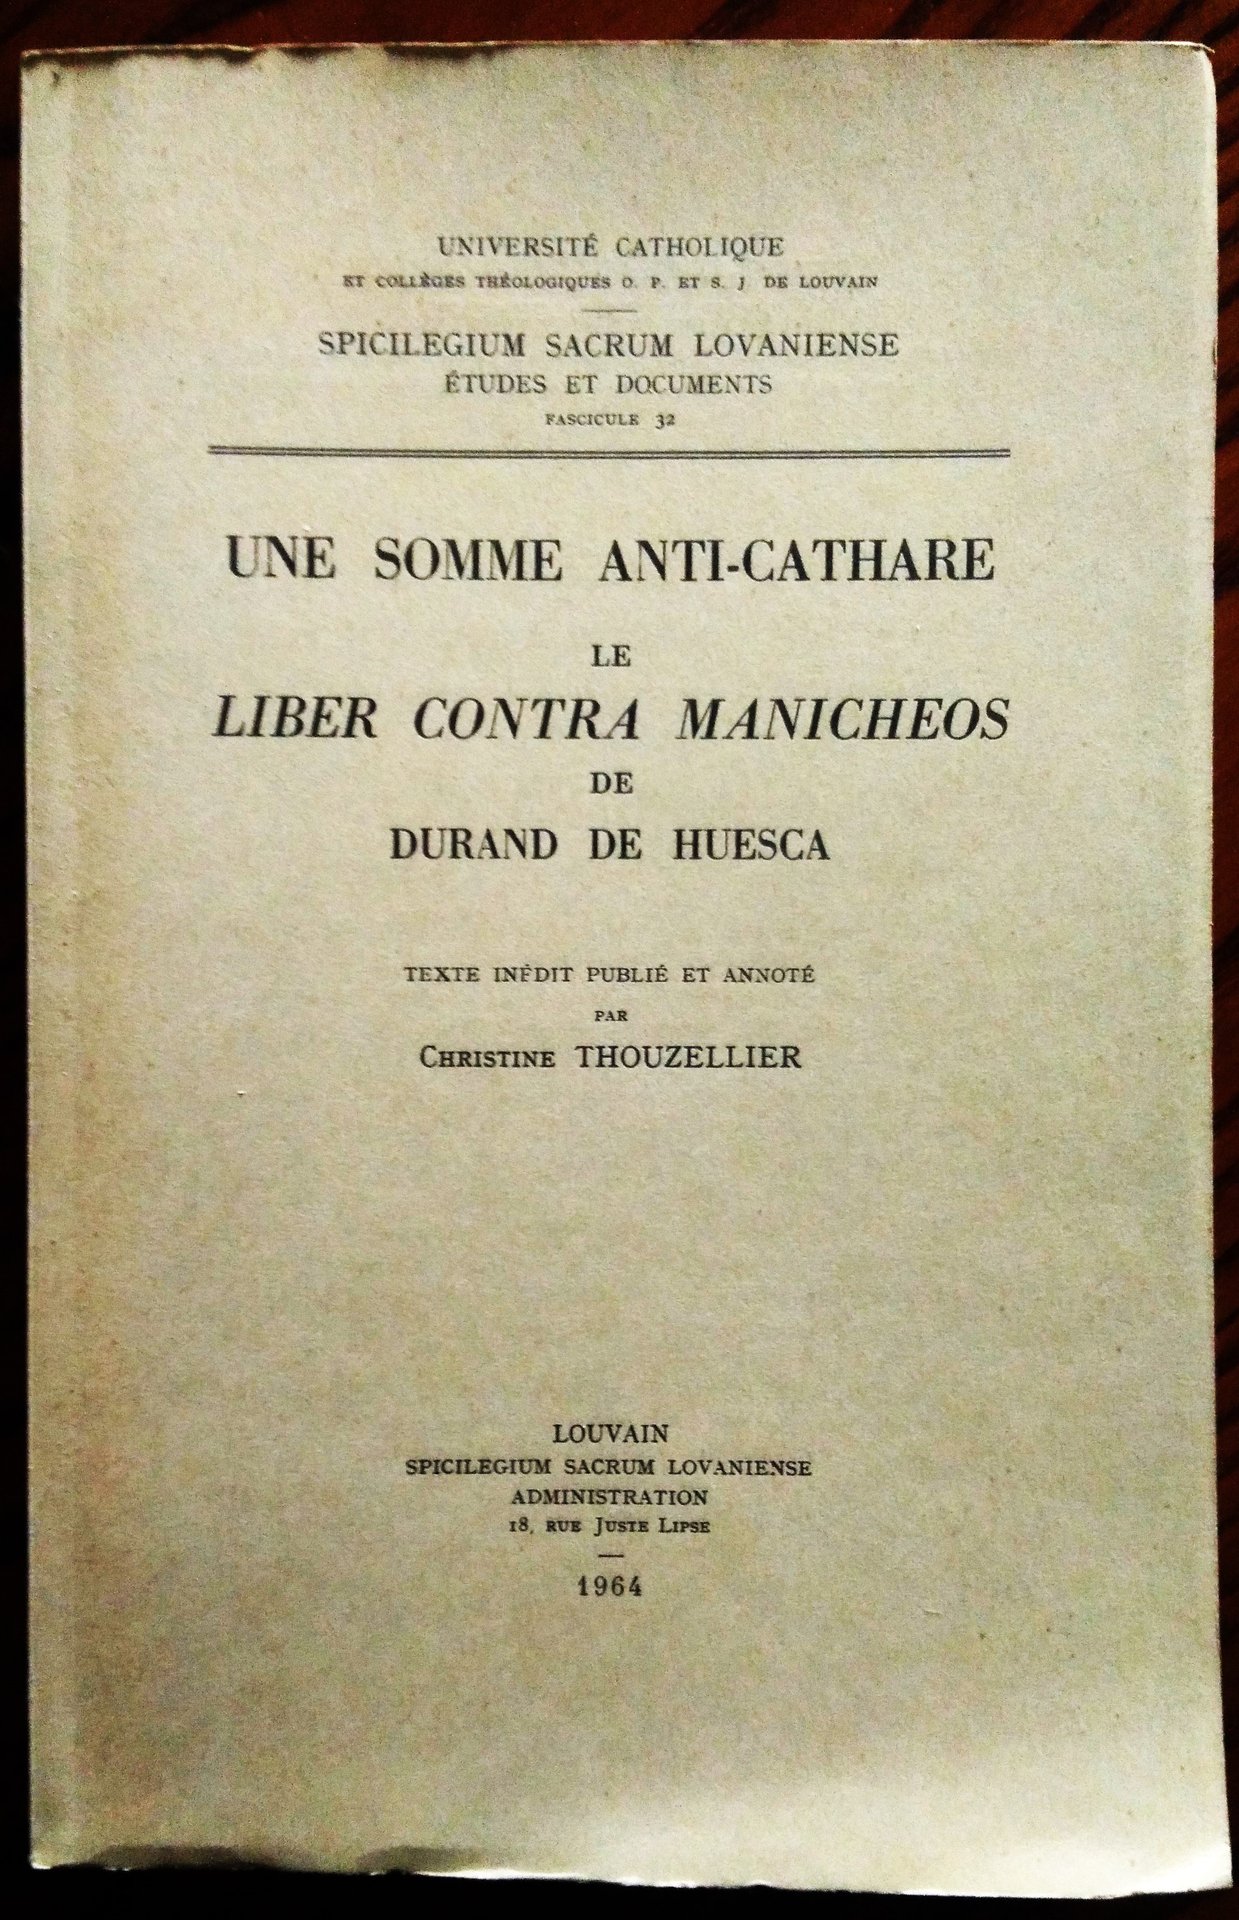 UNIVERSITÉ CATHOLIQUE
ET COLLÈGES THÉOLOGIQUES O. P. ET S. J. DE LOUVAIN
SPICILEGIUM SACRUM LOVANIENSE
ÉTUDES ET DOCUMENTS
FASCICULE 32
UNE SOMME ANTI-CATHARE
LE
LIBER CONTRA MANICHEOS
DE
DURAND DE HUESCA
TEXTE INÉDIT PUBLIÉ ET ANNOTÉ
PAR
CHRISTINE THOUZELLIER
LOUVAIN
SPICILEGIUM SACRUM LOVANIENSE
ADMINISTRATION
18, RUE JUSTE LIPSE
1964